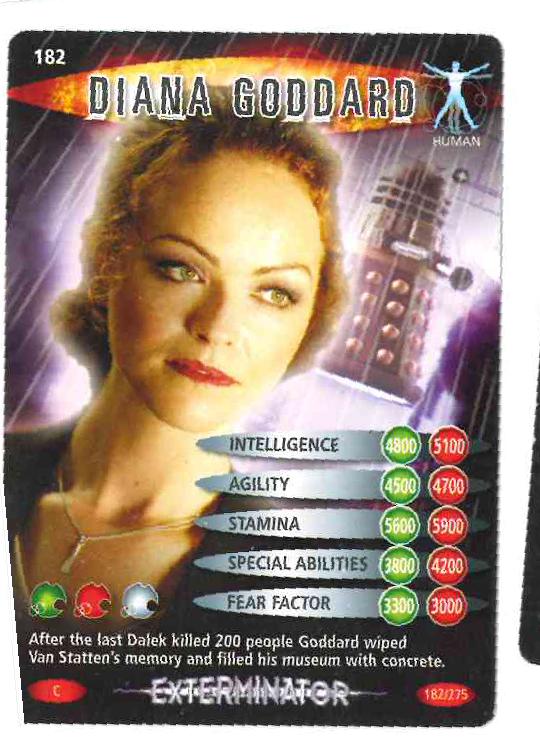 182
DIANA GODDARD
HUMAN
INTELLIGENCE 4800 5100
AGILITY 4500 4700
STAMINA 5600 5900
SPECIAL ABILITIES 3800 4200
FEAR FACTOR 3300 3000
After the last Dalek killed 200 people Goddard wiped
Van Statten's memory and filled his museum with concrete.
C EXTERMINATOR 182/275